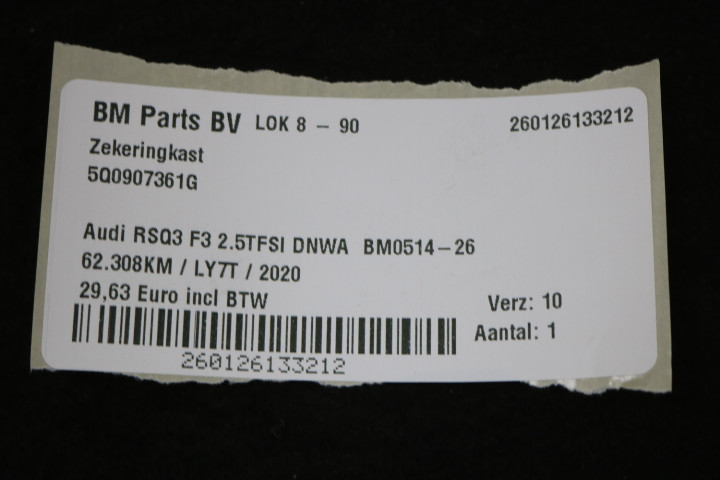 BM Parts BV LOK 8 - 90 260126133212
Zekeringkast
5Q0907361G
Audi RSQ3 F3 2.5TFSI DNWA BM0514-26
62.308KM / LY7T / 2020
29,63 Euro incl BTW
Verz: 10
Aantal: 1
260126133212